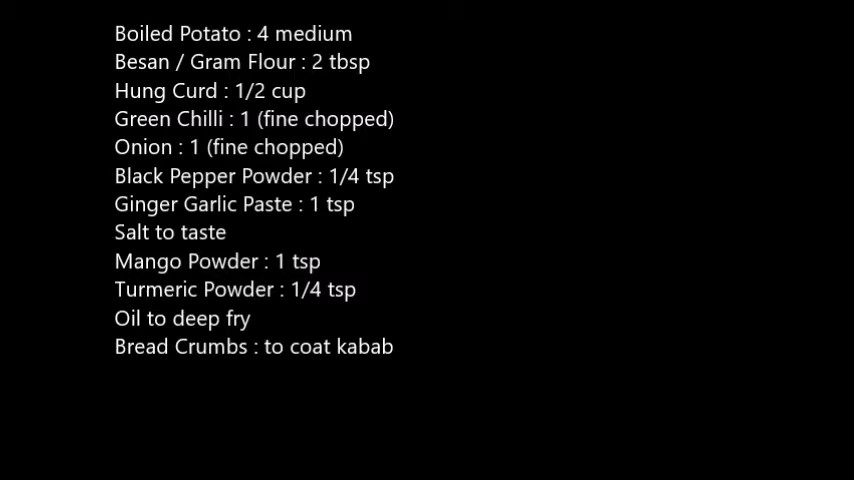 Boiled Potato : 4 medium
Besan / Gram Flour : 2 tbsp
Hung Curd : 1/2 cup
Green Chilli : 1 (fine chopped)
Onion : 1 (fine chopped)
Black Pepper Powder : 1/4 tsp
Ginger Garlic Paste : 1 tsp
Salt to taste
Mango Powder : 1 tsp
Turmeric Powder : 1/4 tsp
Oil to deep fry
Bread Crumbs : to coat kabab